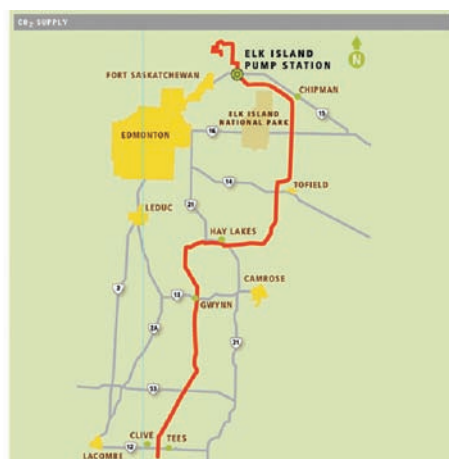 CO₂ SUPPLY
ELK ISLAND
PUMP STATION
N
FORT SASKATCHEWAN
CHIPMAN
15
ELK ISLAND
NATIONAL PARK
EDMONTON
16
14
TOFIELD
LEDUC
21
HAY LAKES
CAMROSE
2
13
GWYNN
2A
21
53
CLIVE
TEES
12
LACOMBE